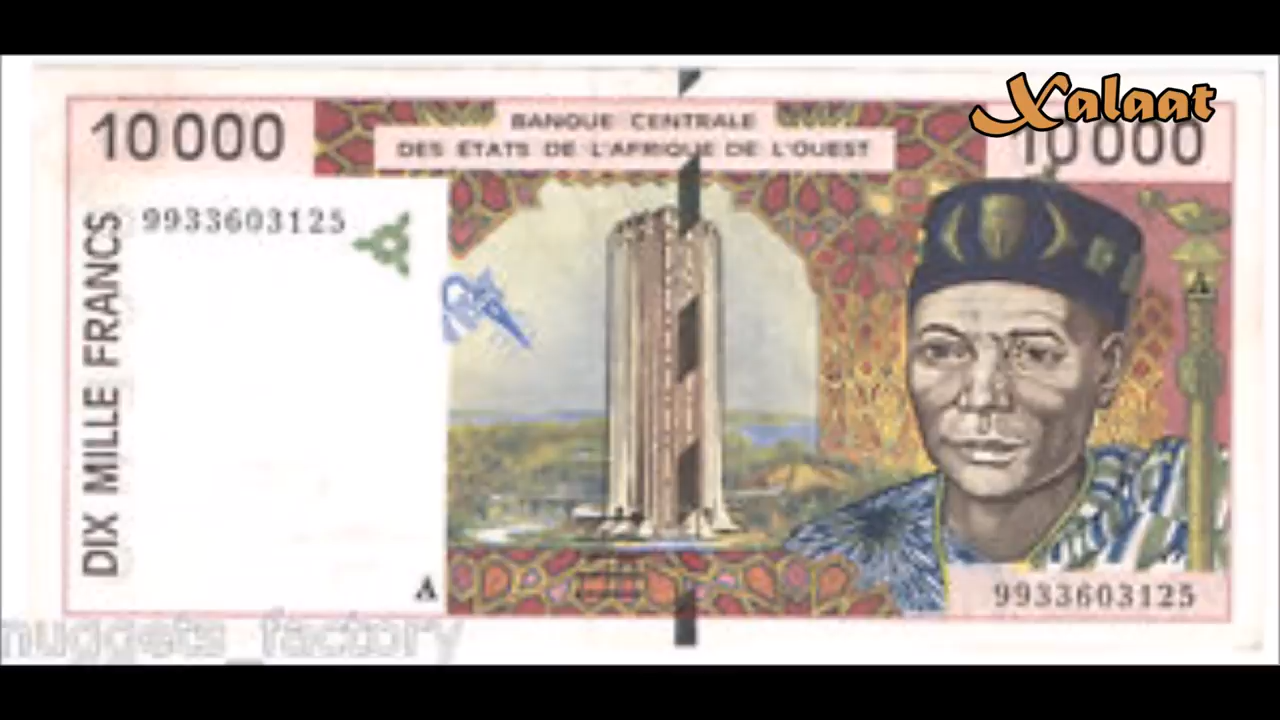 Xalaat
10 000
BANQUE CENTRALE
DES ETATS DE L'AFRIQUE DE L'OUEST
10 000
9933603125
DIX MILLE FRANCS
A
A
9933603125
nuggets_factory